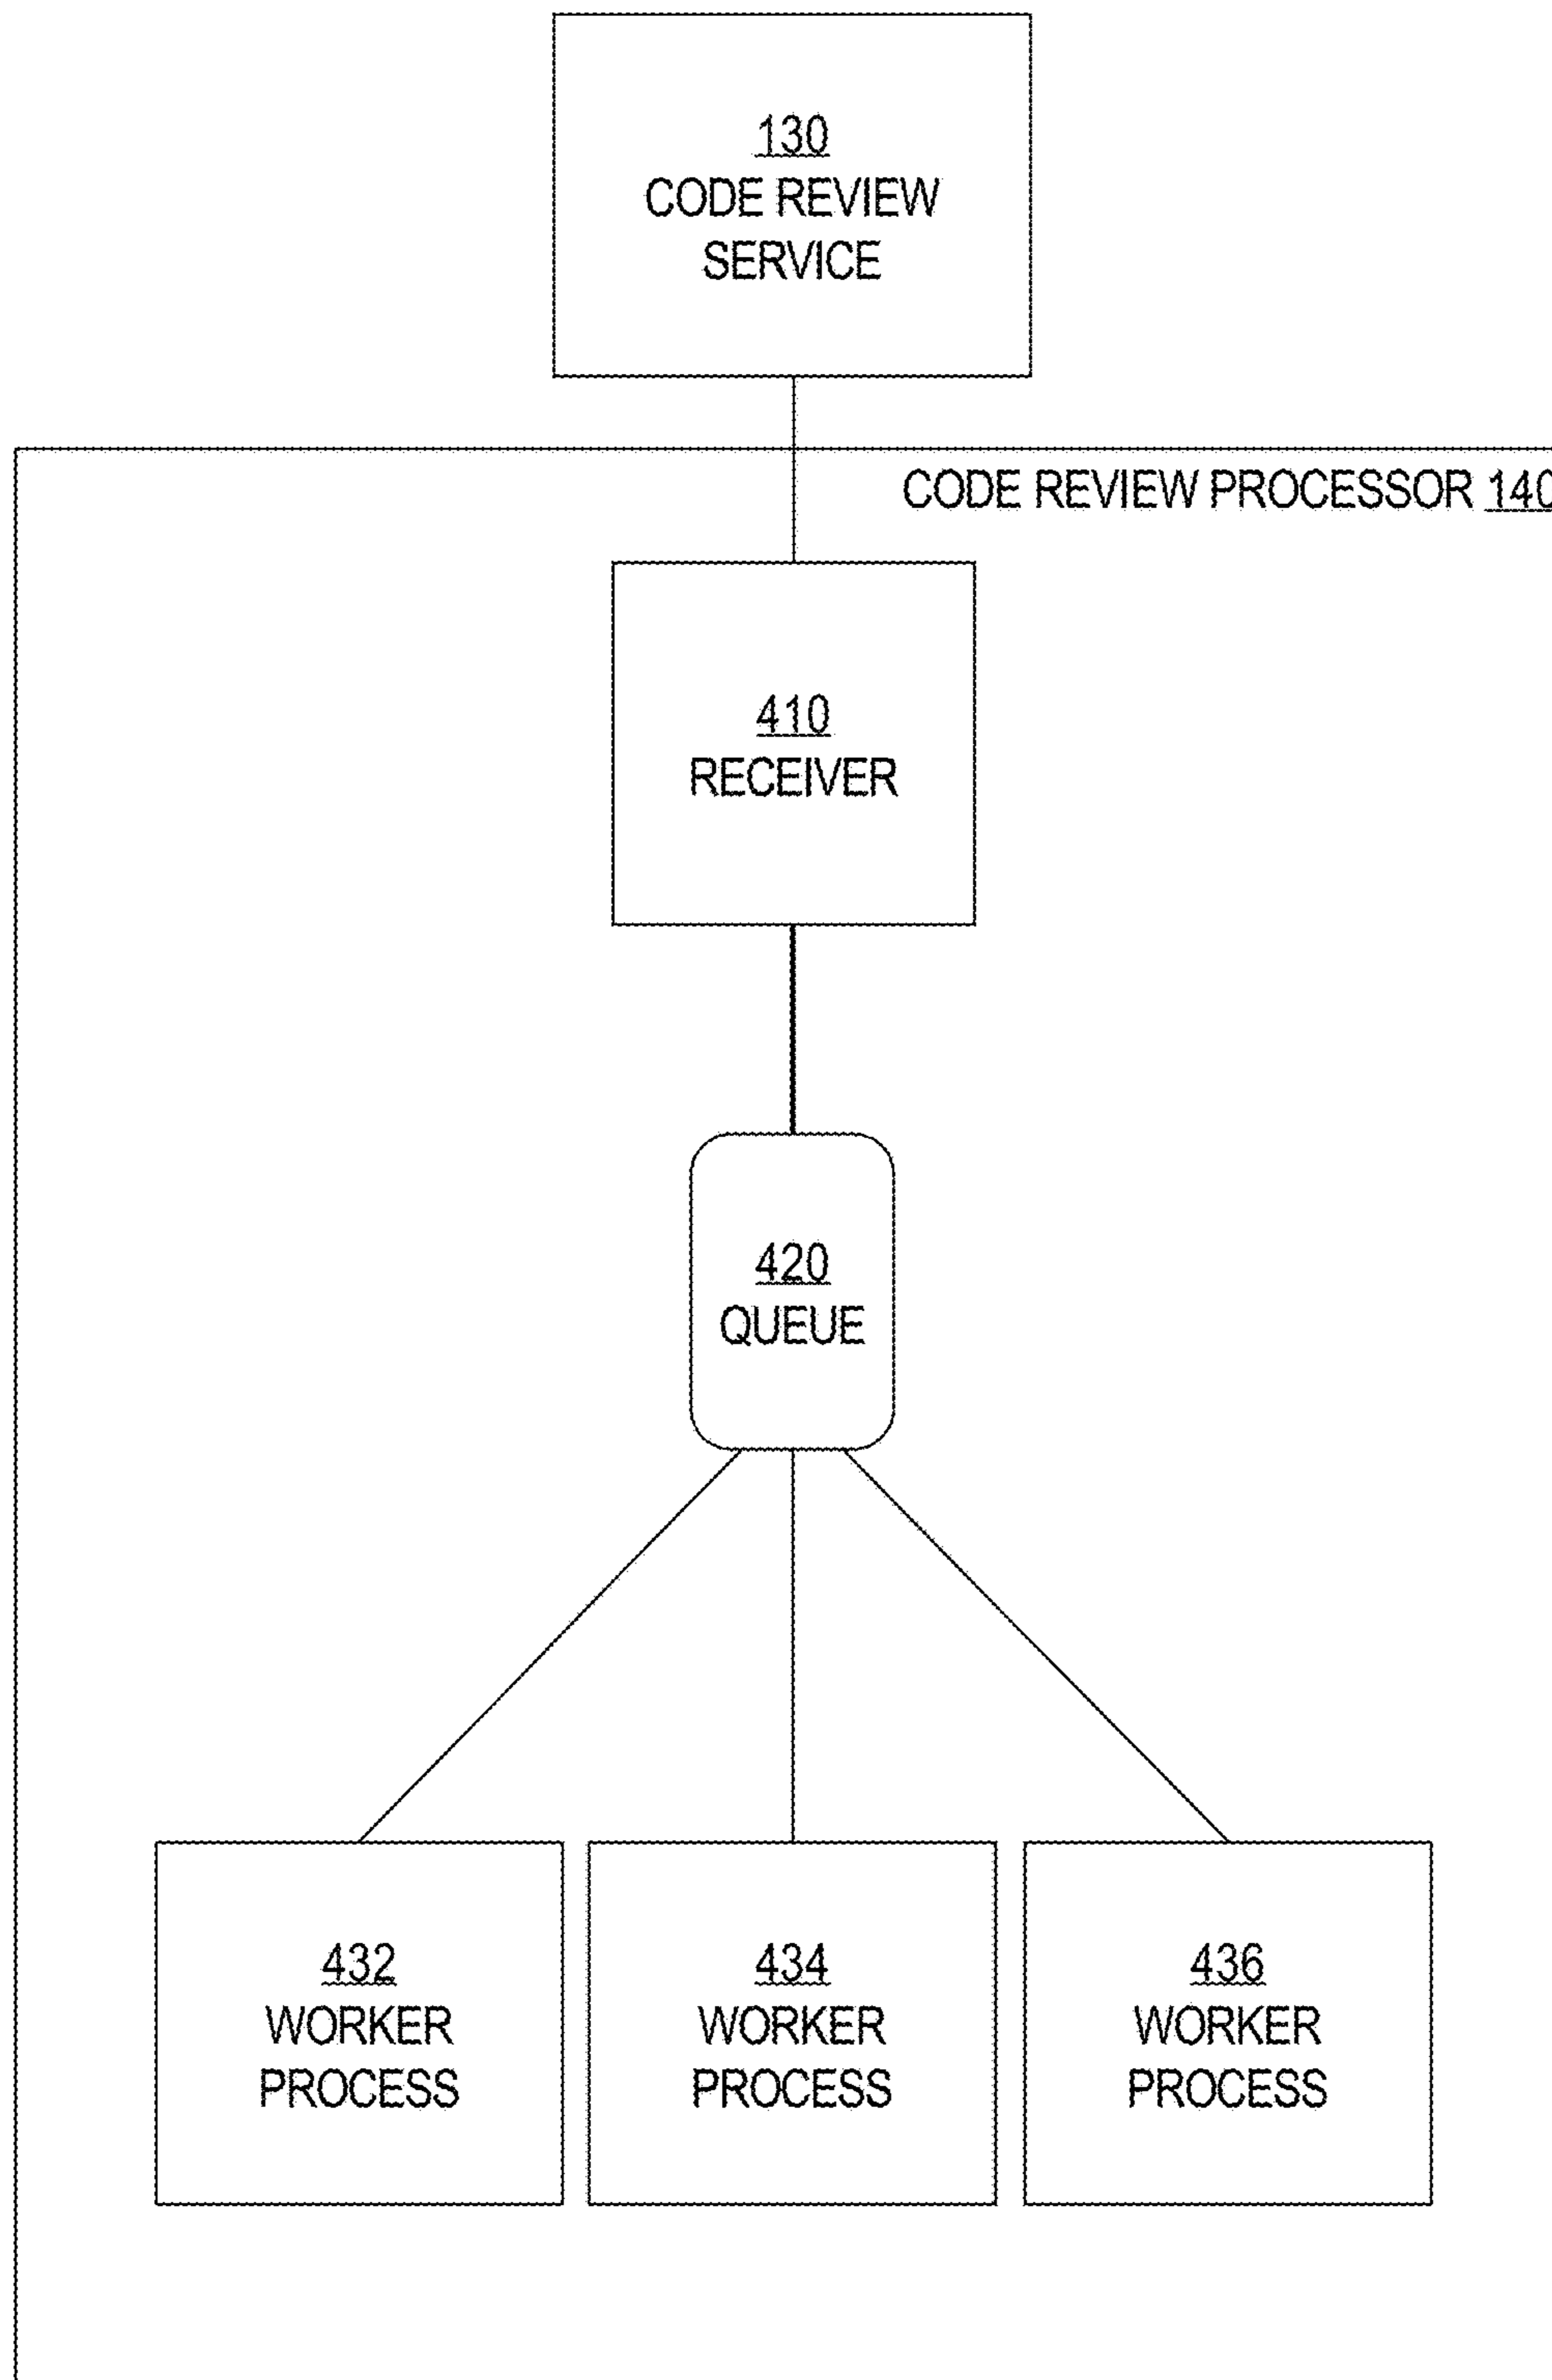 130
CODE REVIEW
SERVICE
CODE REVIEW PROCESSOR 140
410
RECEIVER
420
QUEUE
432
WORKER
PROCESS
434
WORKER
PROCESS
436
WORKER
PROCESS